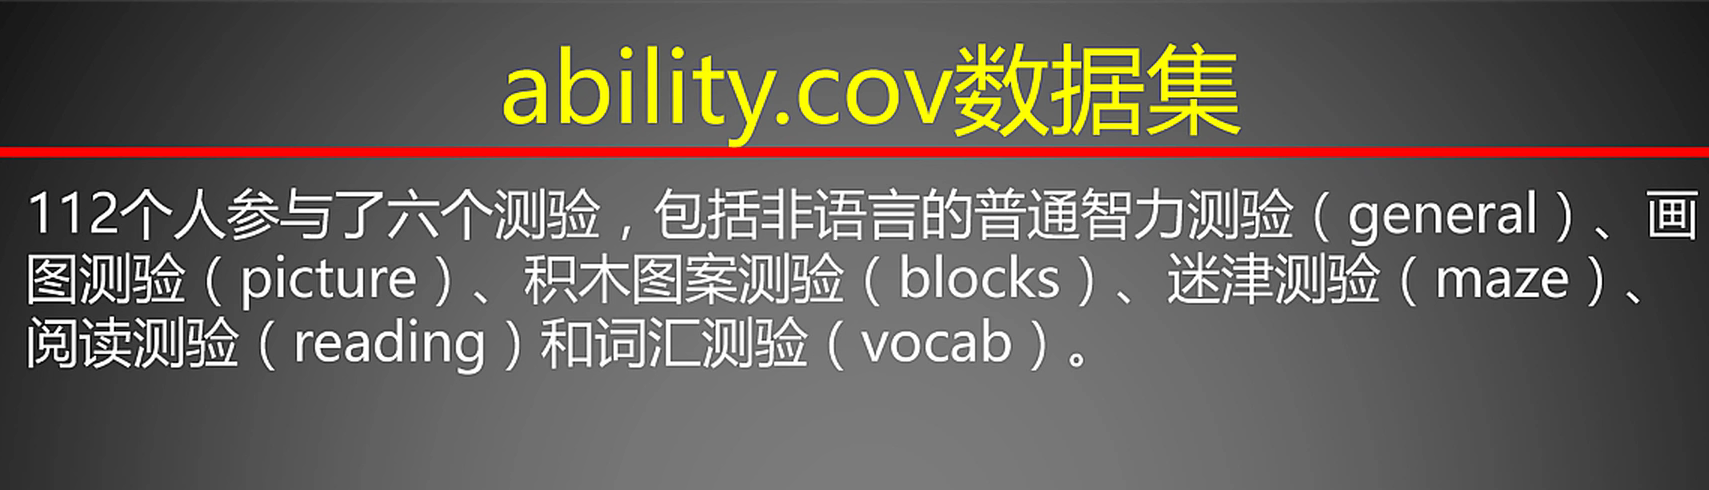 ability.cov数据集
112个人参与了六个测验，包括非语言的普通智力测验（general）、画
图测验（picture）、积木图案测验（blocks）、迷津测验（maze）、
阅读测验（reading）和词汇测验（vocab）。